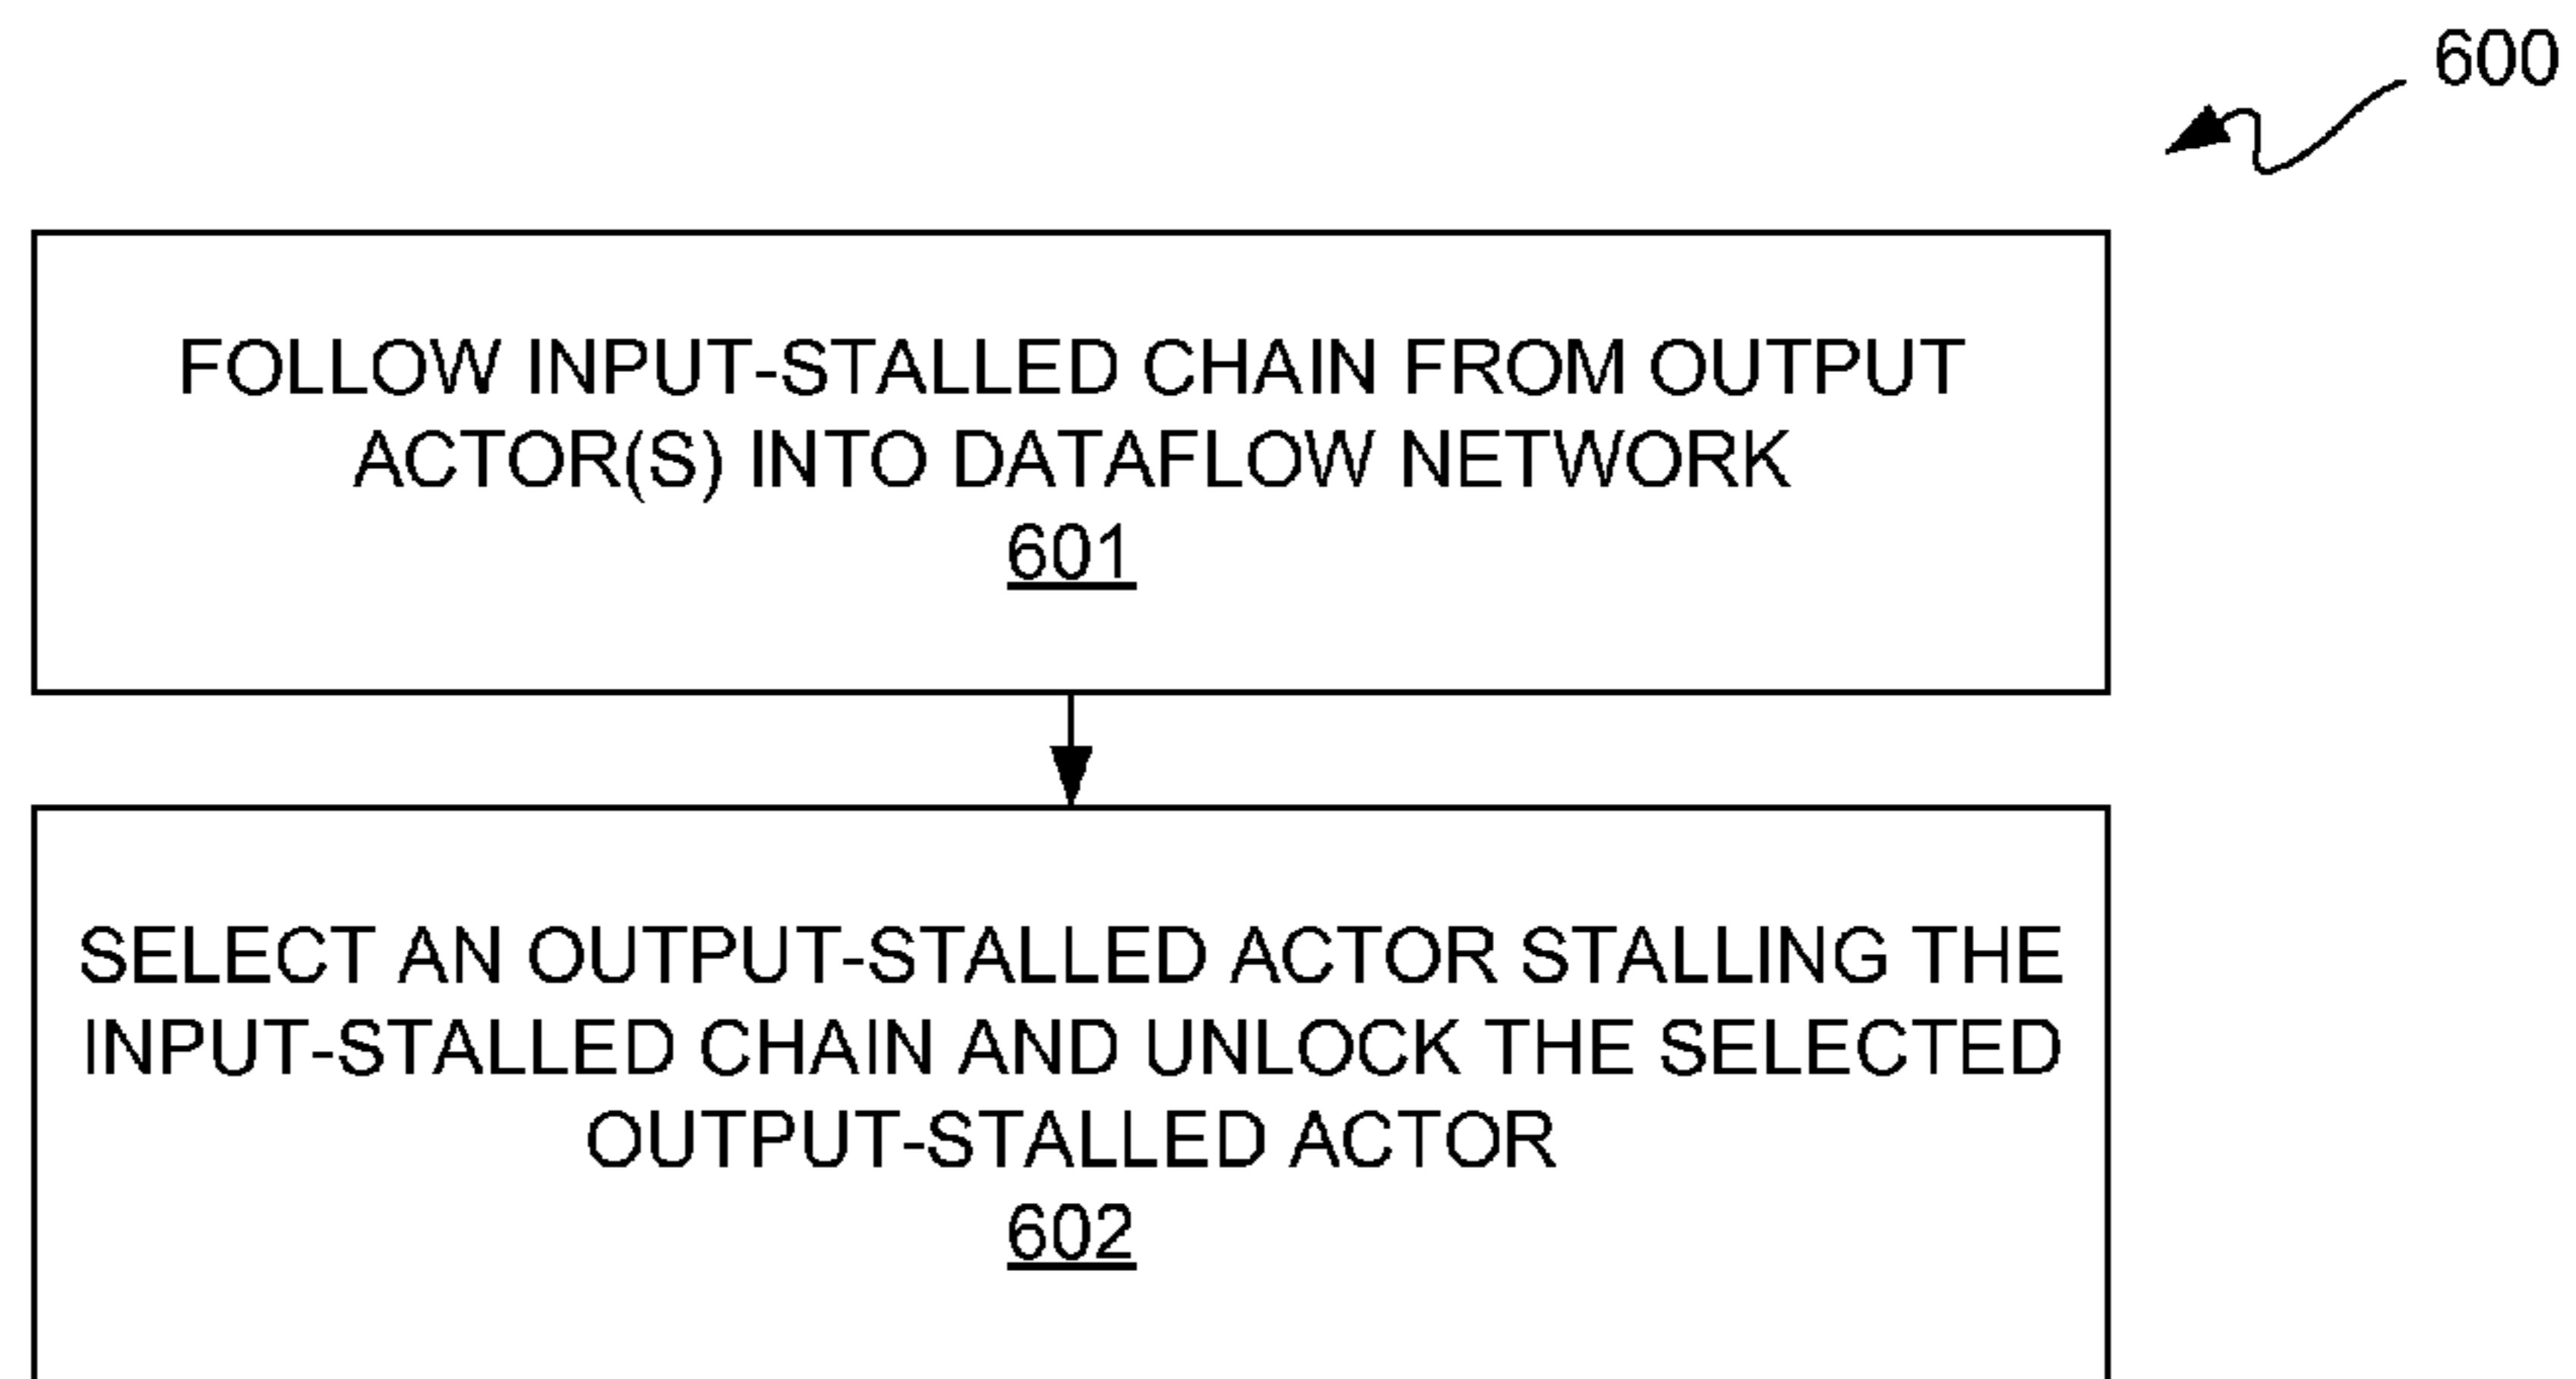 600
FOLLOW INPUT-STALLED CHAIN FROM OUTPUT
ACTOR(S) INTO DATAFLOW NETWORK
601
SELECT AN OUTPUT-STALLED ACTOR STALLING THE
INPUT-STALLED CHAIN AND UNLOCK THE SELECTED
OUTPUT-STALLED ACTOR
602